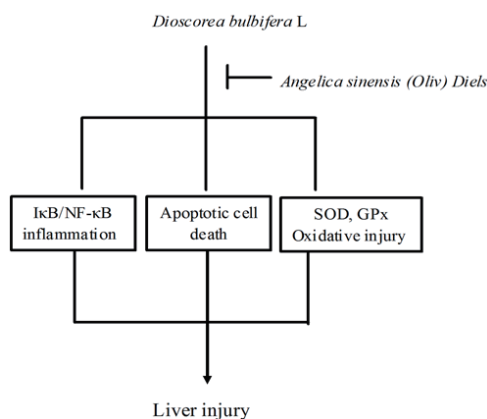 Dioscorea bulbifera L
Angelica sinensis (Oliv) Diels
IκB/NF-κB
inflammation
Apoptotic cell
death
SOD, GPx
Oxidative injury
Liver injury